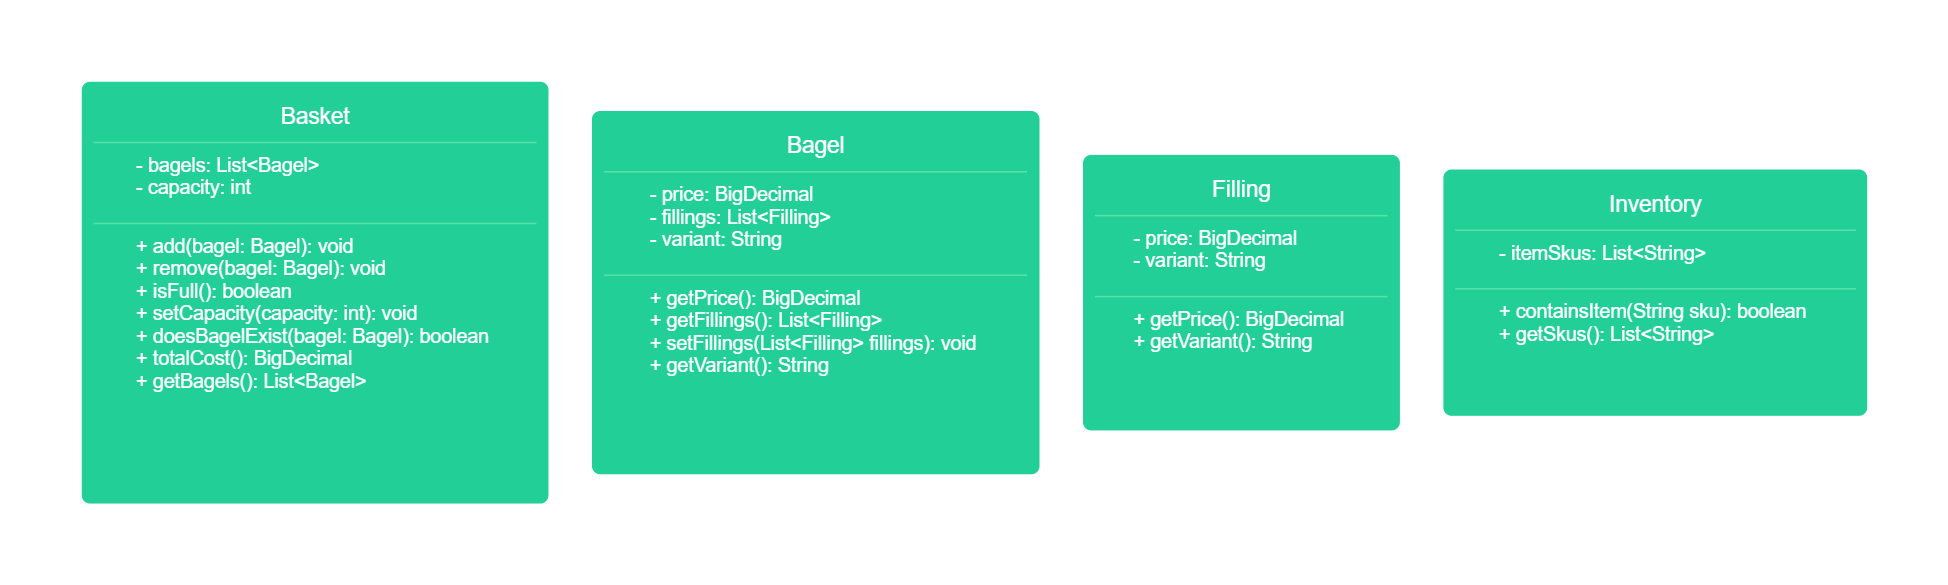 Basket
- bagels: List<Bagel>
- capacity: int
+ add(bagel: Bagel): void
+ remove(bagel: Bagel): void
+ isFull(): boolean
+ setCapacity(capacity: int): void
+ doesBagelExist(bagel: Bagel): boolean
+ totalCost(): BigDecimal
+ getBagels(): List<Bagel>
Bagel
- price: BigDecimal
- fillings: List<Filling>
- variant: String
+ getPrice(): BigDecimal
+ getFillings(): List<Filling>
+ setFillings(List<Filling> fillings): void
+ getVariant(): String
Filling
- price: BigDecimal
- variant: String
+ getPrice(): BigDecimal
+ getVariant(): String
Inventory
- itemSkus: List<String>
+ containsItem(String sku): boolean
+ getSkus(): List<String>